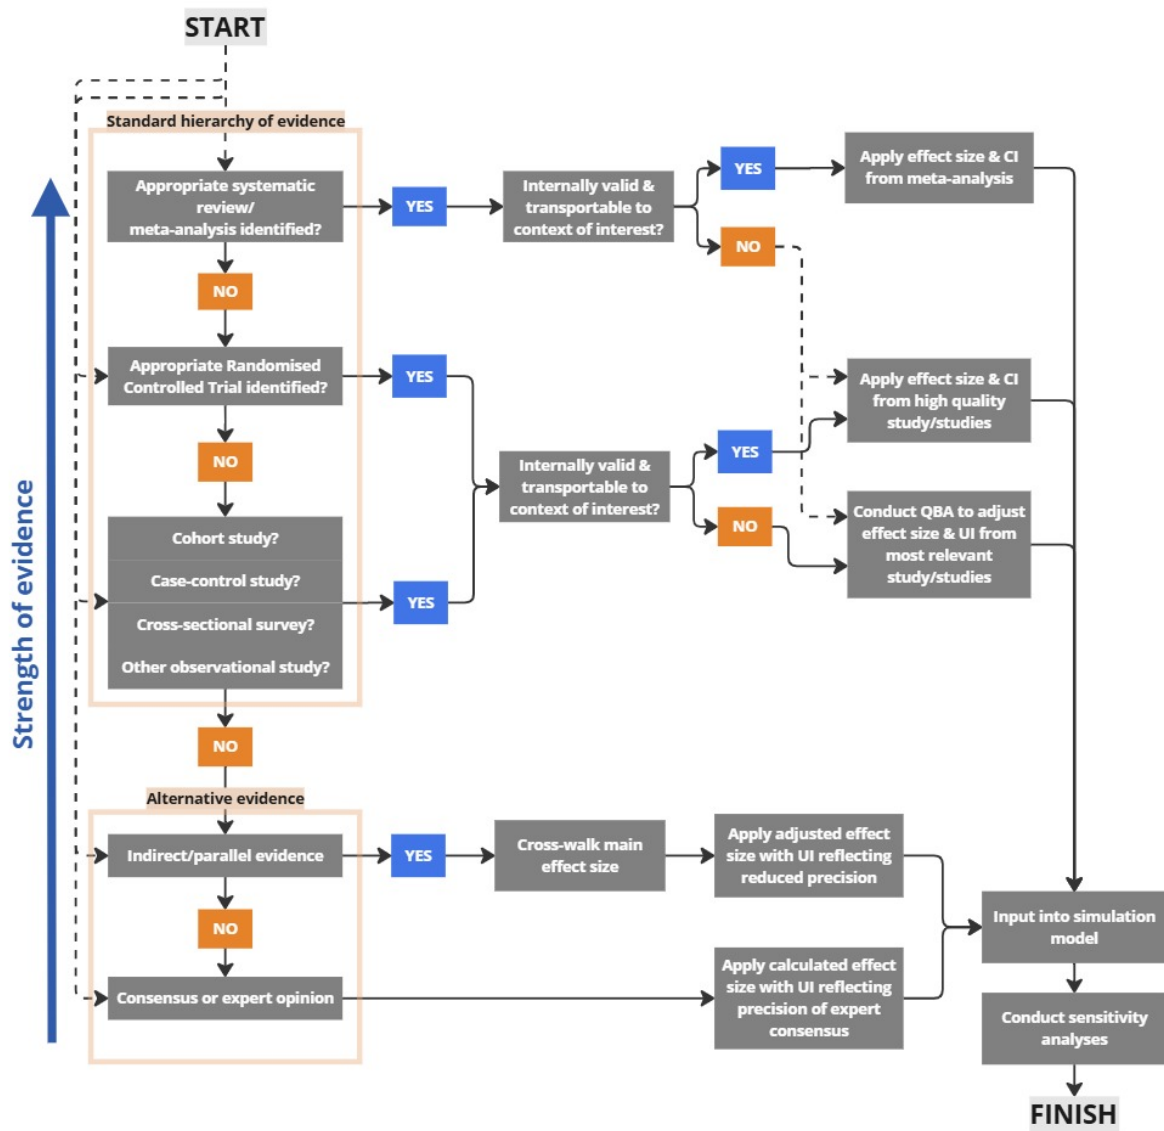 START
Standard hierarchy of evidence
Appropriate systematic
review/
meta-analysis identified?
YES
Internally valid &
transportable to
context of interest?
YES
Apply effect size & CI
from meta-analysis
NO
NO
Appropriate Randomised
Controlled Trial identified?
YES
Apply effect size & CI
from high quality
study/studies
NO
Internally valid &
transportable to
context of interest?
YES
NO
Conduct QBA to adjust
effect size & UI from
most relevant
study/studies
Cohort study?
Case-control study?
Cross-sectional survey?
Other observational study?
YES
NO
Strength of evidence
Alternative evidence
Indirect/parallel evidence
YES
Cross-walk main
effect size
Apply adjusted effect
size with UI reflecting
reduced precision
NO
Consensus or expert opinion
Apply calculated effect
size with UI reflecting
precision of expert
consensus
Input into simulation
model
Conduct sensitivity
analyses
FINISH